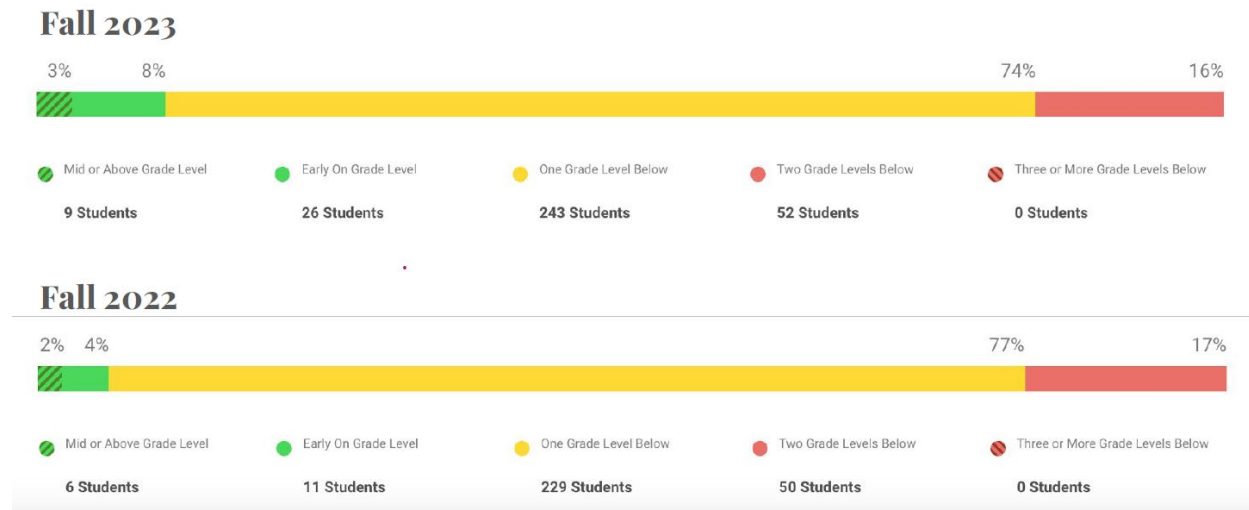 Fall 2023
3% 8% 74% 16%
Mid or Above Grade Level Early On Grade Level One Grade Level Below Two Grade Levels Below Three or More Grade Levels Below
9 Students 26 Students 243 Students 52 Students 0 Students
Fall 2022
2% 4% 77% 17%
Mid or Above Grade Level Early On Grade Level One Grade Level Below Two Grade Levels Below Three or More Grade Levels Below
6 Students 11 Students 229 Students 50 Students 0 Students